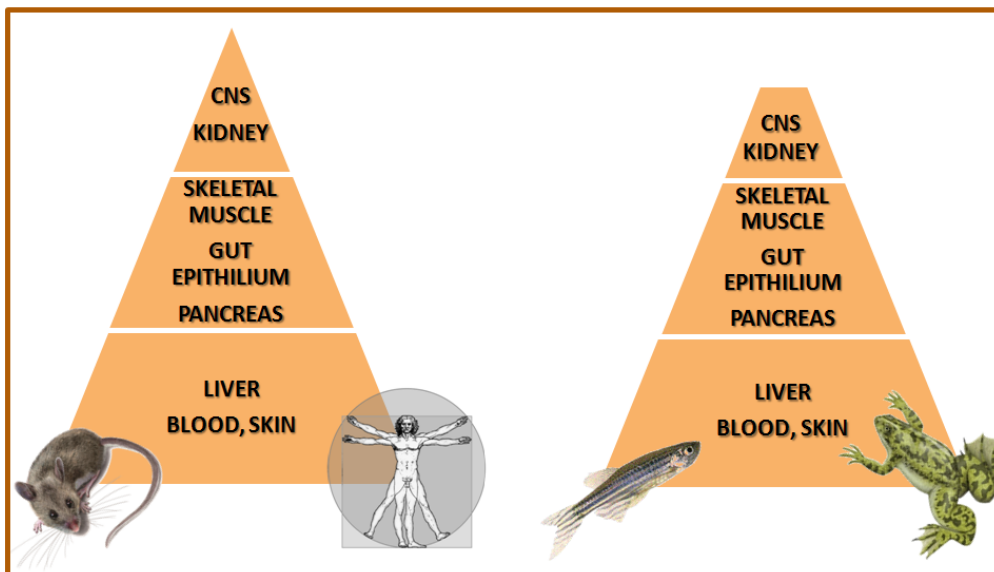 CNS
KIDNEY
SKELETAL
MUSCLE
GUT
EPITHILIUM
PANCREAS
LIVER
BLOOD, SKIN
CNS
KIDNEY
SKELETAL
MUSCLE
GUT
EPITHILIUM
PANCREAS
LIVER
BLOOD, SKIN